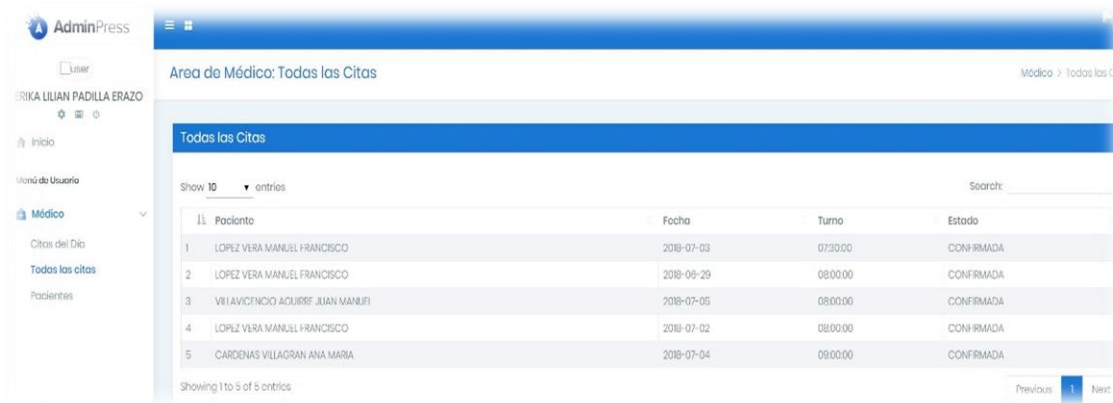 AdminPress
user
ERIKA LILIAN PADILLA ERAZO
Inicio
Menú de Usuario
Médico
Citas del Día
Todas las citas
Pacientes
Area de Médico: Todas las Citas
Médico > Todas las C
Todas las Citas
Show 10 entries
Search:
Paciente Fecha Turno Estado
1 LOPEZ VERA MANUEL FRANCISCO 2018-07-03 07:30:00 CONFIRMADA
2 LOPEZ VERA MANUEL FRANCISCO 2018-06-29 08:00:00 CONFIRMADA
3 VILLAVICENCIO AGUIRRE JUAN MANUEL 2018-07-05 08:00:00 CONFIRMADA
4 LOPEZ VERA MANUEL FRANCISCO 2018-07-02 08:00:00 CONFIRMADA
5 CARDENAS VILLAGRAN ANA MARIA 2018-07-04 09:00:00 CONFIRMADA
Showing 1 to 5 of 5 entries
Previous 1 Next